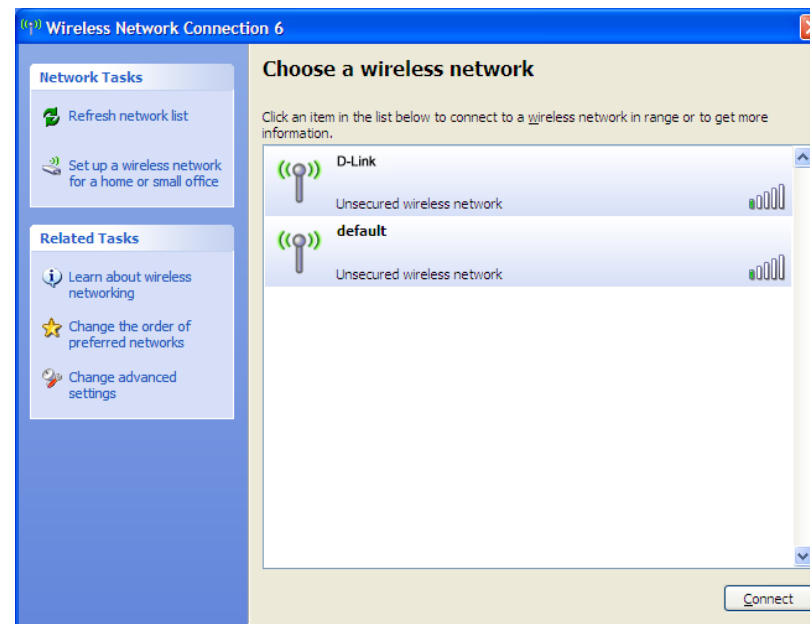 Wireless Network Connection 6
Network Tasks
Refresh network list
Set up a wireless network
for a home or small office
Related Tasks
Learn about wireless
networking
Change the order of
preferred networks
Change advanced
settings
Choose a wireless network
Click an item in the list below to connect to a wireless network in range or to get more
information.
D-Link
Unsecured wireless network
default
Unsecured wireless network
Connect